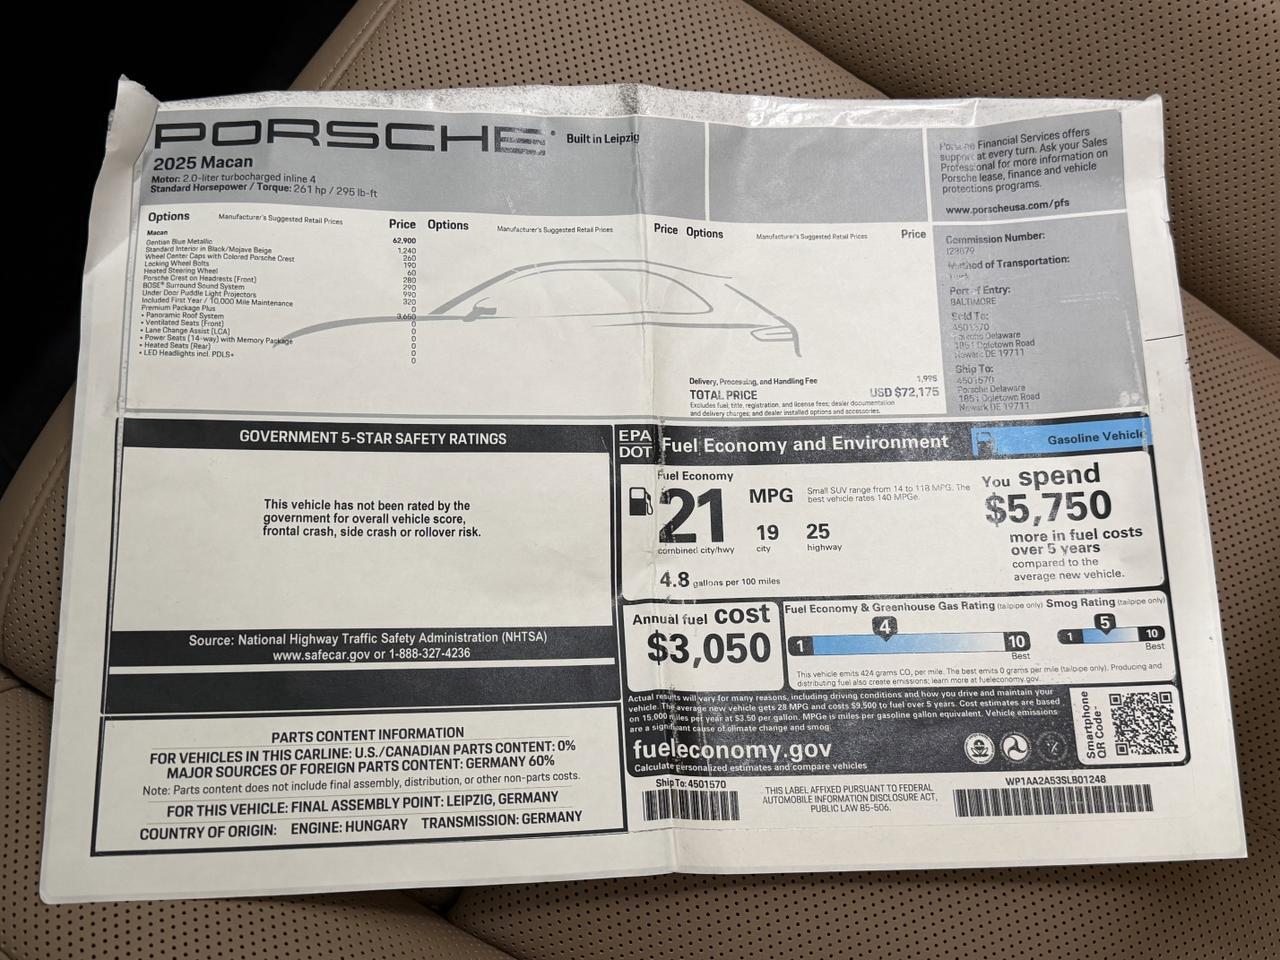 PORSCHE
Built in Leipzig
2025 Macan
Motor: 2.0-liter turbocharged inline 4
Standard Horsepower / Torque: 261 hp / 295 lb-ft
Porsche Financial Services offers
support at every turn. Ask your Sales
Professional for more information on
Porsche lease, finance and vehicle
protections programs.
www.porscheusa.com/pfs
Options Manufacturer's Suggested Retail Prices Price
Options Manufacturer's Suggested Retail Prices Price
Options Manufacturer's Suggested Retail Prices Price
Macan 62,900
Gentian Blue Metallic 1,240
Standard Interior in Black/Mojave Beige 260
Wheel Center Caps with Colored Porsche Crest 190
Locking Wheel Bolts 60
Heated Steering Wheel 280
Porsche Crest on Headrests (Front) 290
BOSE® Surround Sound System 990
Under Door Puddle Light Projectors 320
Included First Year / 10,000 Mile Maintenance 0
Premium Package Plus 3,650
• Panoramic Roof System 0
• Ventilated Seats (Front) 0
• Lane Change Assist (LCA) 0
• Power Seats (14-way) with Memory Package 0
• Heated Seats (Rear) 0
• LED Headlights incl. PDLS+ 0
Delivery, Processing, and Handling Fee 1,995
TOTAL PRICE USD $72,175
Excludes fuel, title, registration, and license fees; dealer documentation
and delivery charges; and dealer installed options and accessories.
Commission Number:
Method of Transportation:
Port of Entry:
BALTIMORE
Sold To:
4501570
Porsche Delaware
1851 Ogletown Road
Newark DE 19711
Ship To:
4501570
Porsche Delaware
1851 Ogletown Road
Newark DE 19711
GOVERNMENT 5-STAR SAFETY RATINGS
This vehicle has not been rated by the
government for overall vehicle score,
frontal crash, side crash or rollover risk.
Source: National Highway Traffic Safety Administration (NHTSA)
www.safecar.gov or 1-888-327-4236
PARTS CONTENT INFORMATION
FOR VEHICLES IN THIS CARLINE: U.S./CANADIAN PARTS CONTENT: 0%
MAJOR SOURCES OF FOREIGN PARTS CONTENT: GERMANY 60%
Note: Parts content does not include final assembly, distribution, or other non-parts costs.
FOR THIS VEHICLE: FINAL ASSEMBLY POINT: LEIPZIG, GERMANY
COUNTRY OF ORIGIN: ENGINE: HUNGARY TRANSMISSION: GERMANY
EPA
DOT
Fuel Economy and Environment
Gasoline Vehicle
Fuel Economy
21 MPG
combined city/hwy
19
city
25
highway
4.8 gallons per 100 miles
Small SUV range from 14 to 118 MPG. The
best vehicle rates 140 MPGe.
You spend
$5,750
more in fuel costs
over 5 years
compared to the
average new vehicle.
Annual fuel cost
$3,050
Fuel Economy & Greenhouse Gas Rating (tailpipe only)
1 4 10
Best
Smog Rating (tailpipe only)
1 5 10
Best
This vehicle emits 424 grams CO₂ per mile. The best emits 0 grams per mile (tailpipe only). Producing and
distributing fuel also create emissions; learn more at fueleconomy.gov.
Actual results will vary for many reasons, including driving conditions and how you drive and maintain your
vehicle. The average new vehicle gets 28 MPG and costs $9,500 to fuel over 5 years. Cost estimates are based
on 15,000 miles per year at $3.50 per gallon. MPGe is miles per gasoline gallon equivalent. Vehicle emissions
are a significant cause of climate change and smog.
fueleconomy.gov
Calculate personalized estimates and compare vehicles
Smartphone
QR Code
Ship To: 4501570
THIS LABEL AFFIXED PURSUANT TO FEDERAL
AUTOMOBILE INFORMATION DISCLOSURE ACT,
PUBLIC LAW 85-506.
WP1AA2A53SLB01248